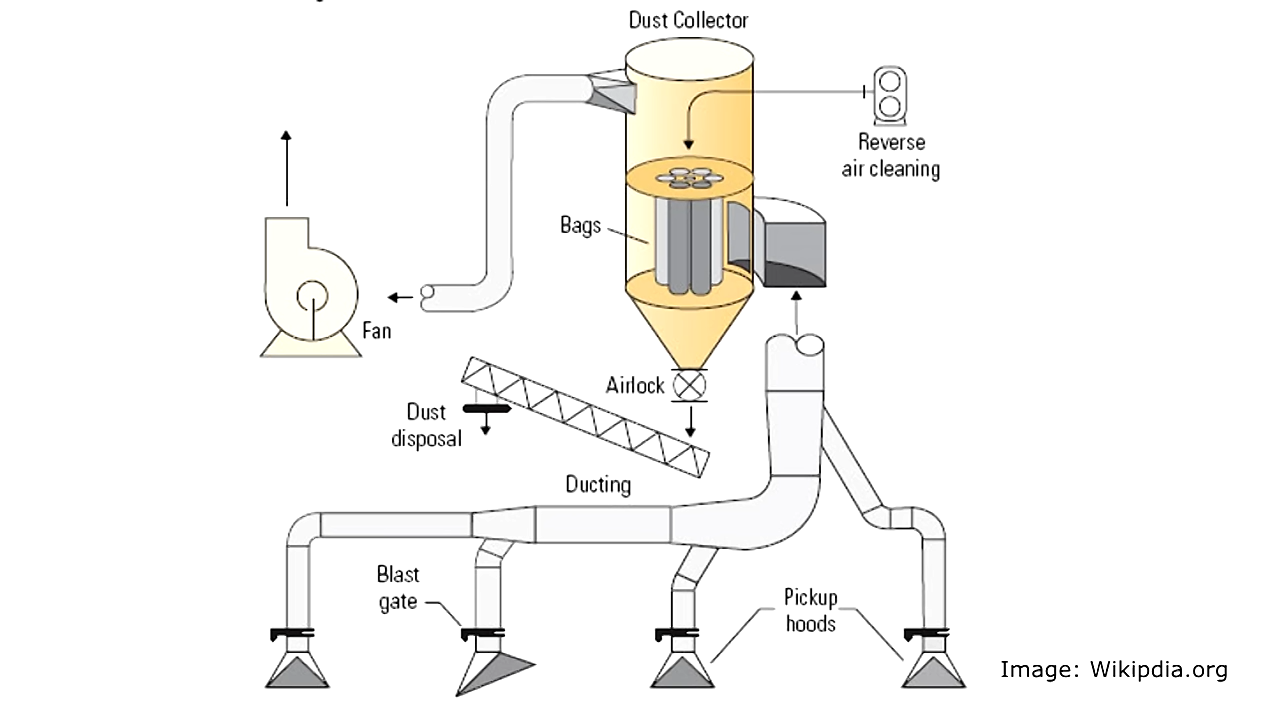 Dust Collector
Reverse
air cleaning
Bags
Fan
Airlock
Dust
disposal
Ducting
Blast
gate
Pickup
hoods
Image: Wikipdia.org